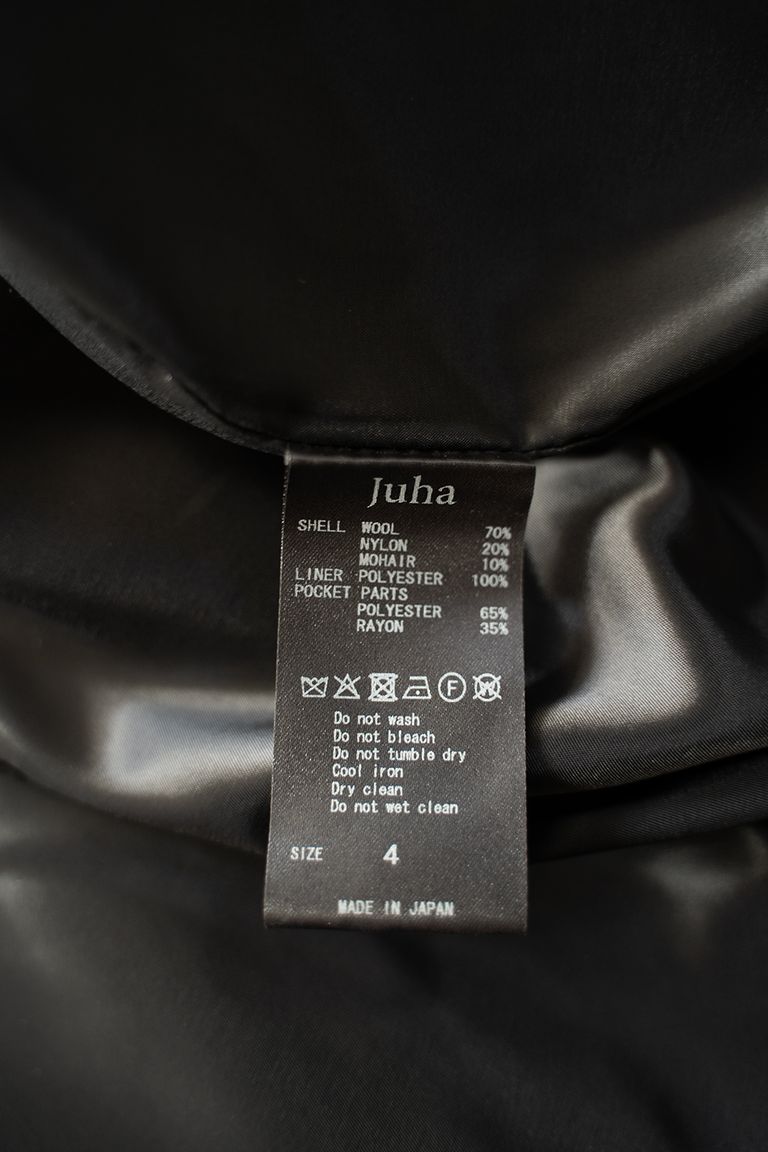 Juha
SHELL WOOL 70%
NYLON 20%
MOHAIR 10%
LINER POLYESTER 100%
POCKET PARTS
POLYESTER 65%
RAYON 35%
F W
Do not wash
Do not bleach
Do not tumble dry
Cool iron
Dry clean
Do not wet clean
SIZE 4
MADE IN JAPAN